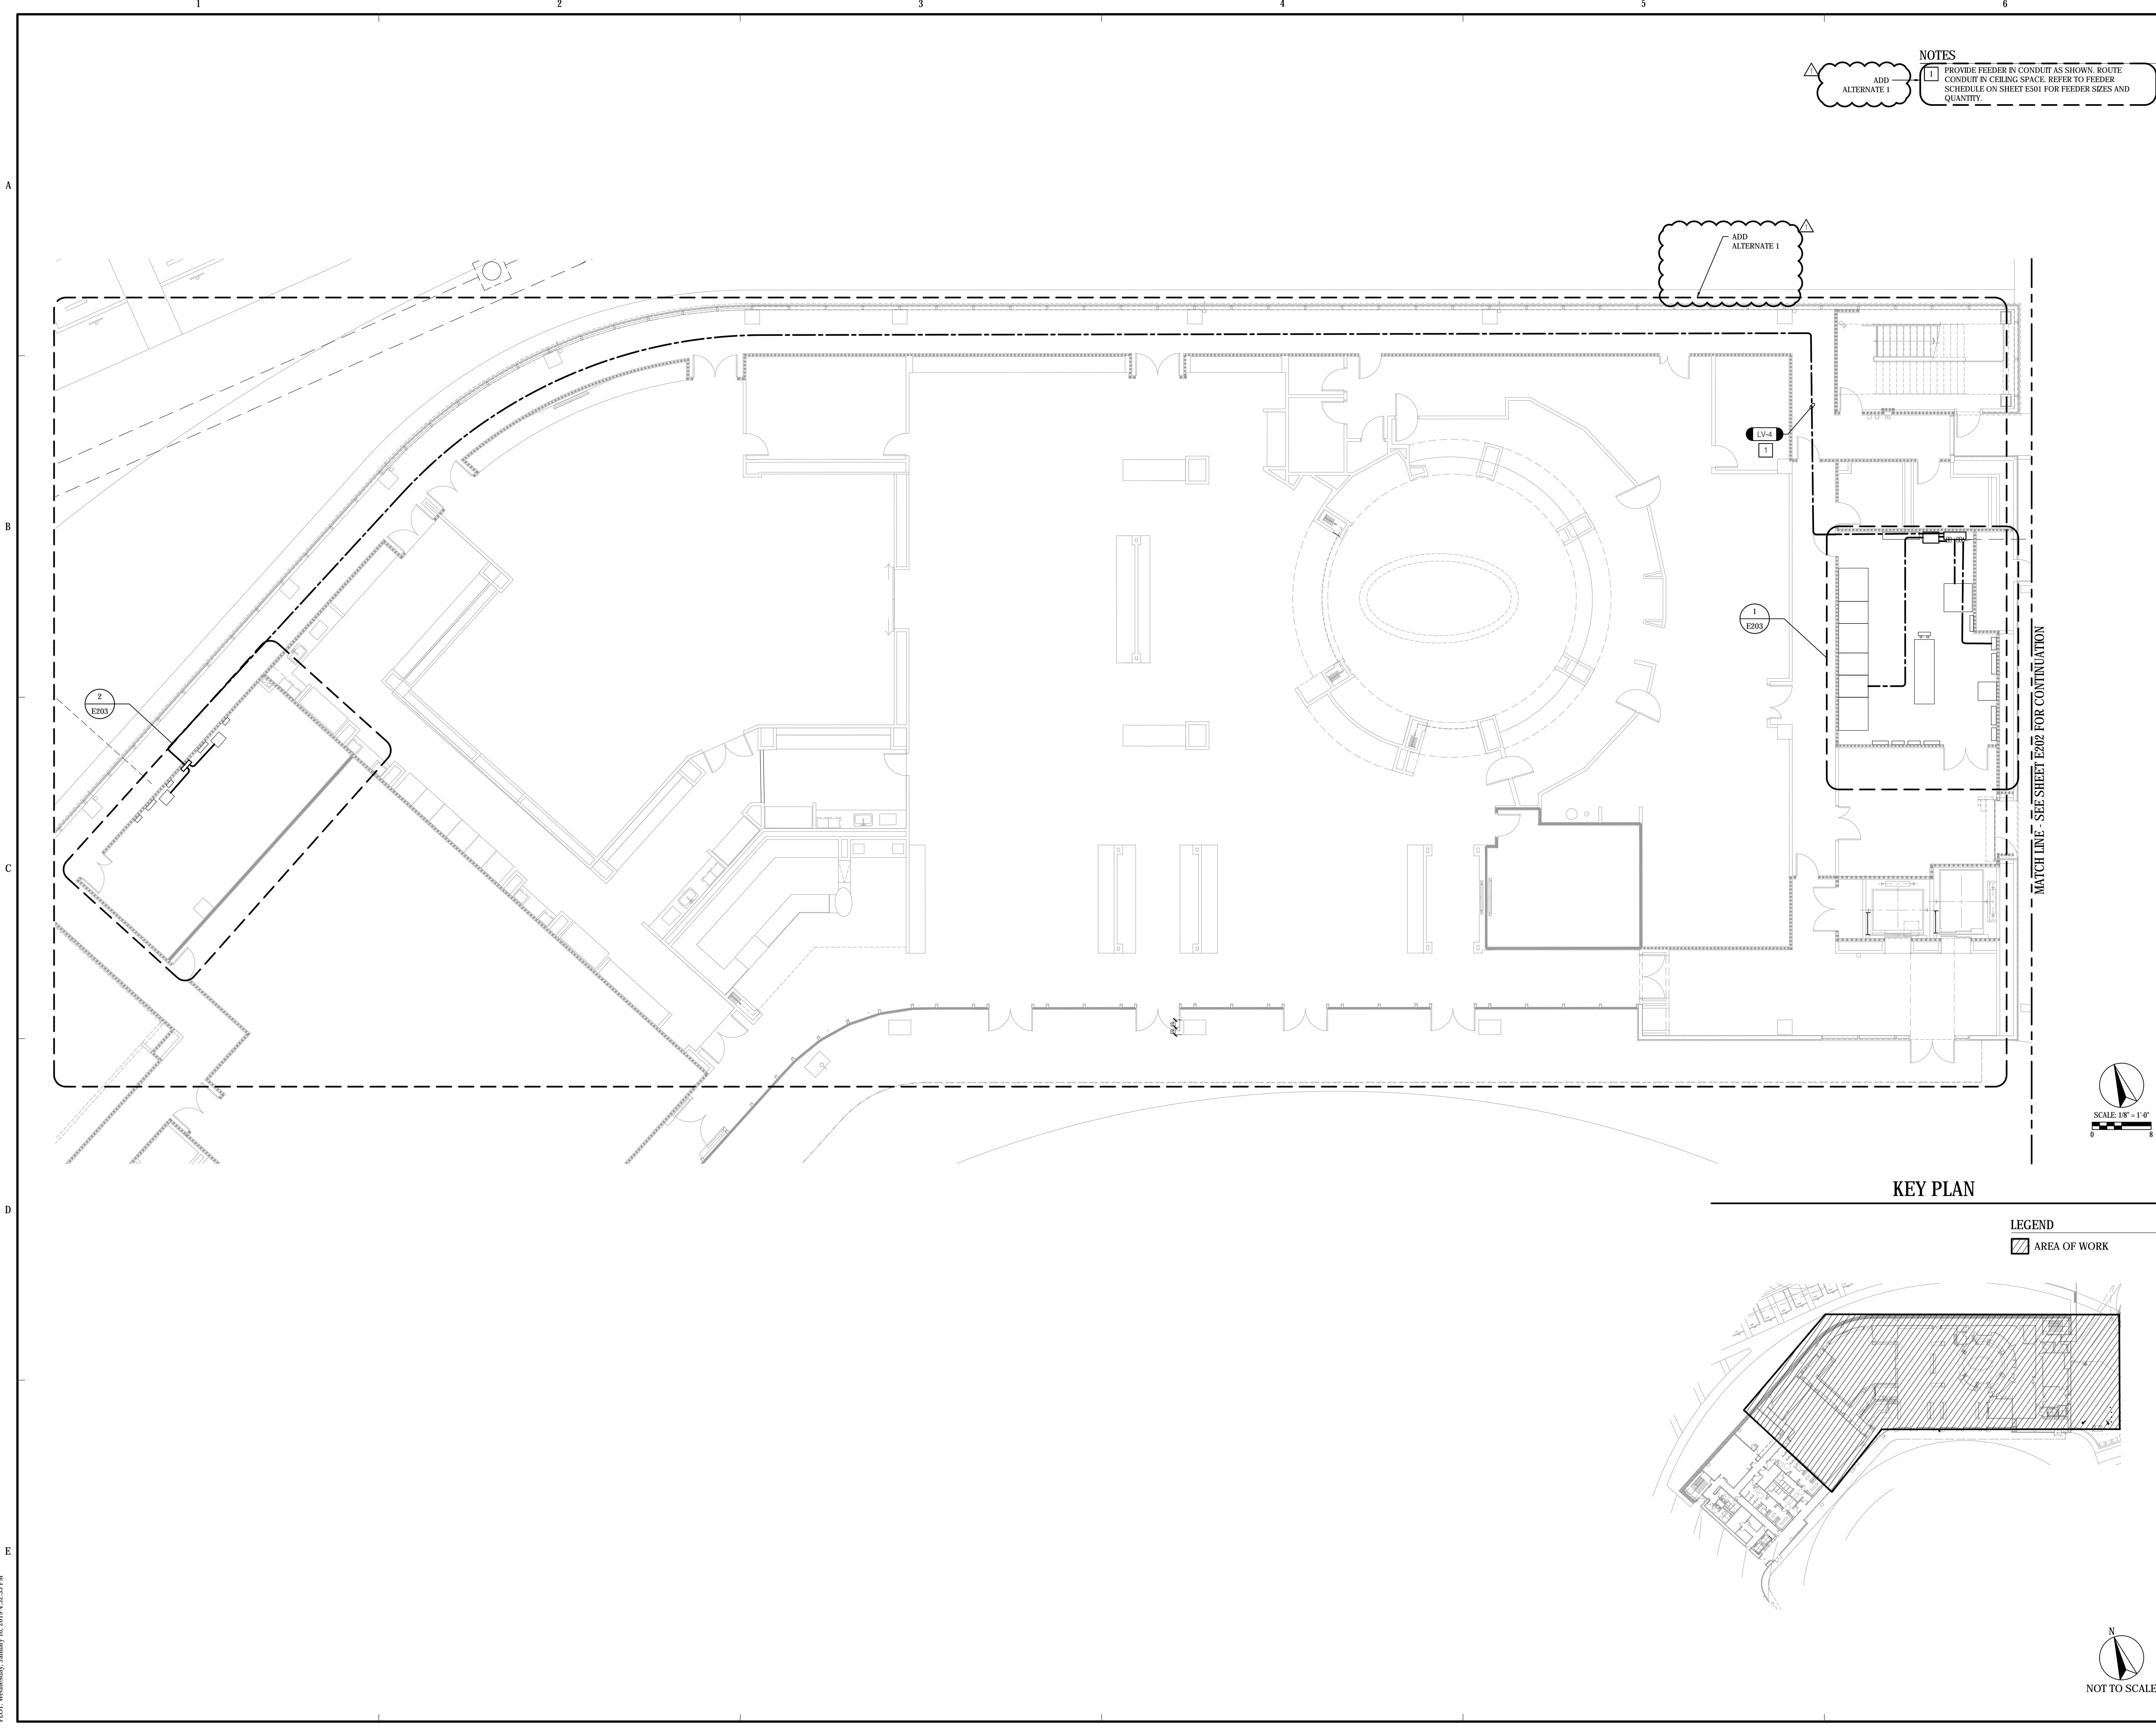 1 2 3 4 5 6
NOTES
1 PROVIDE FEEDER IN CONDUIT AS SHOWN. ROUTE
CONDUIT IN CEILING SPACE. REFER TO FEEDER
SCHEDULE ON SHEET E501 FOR FEEDER SIZES AND
QUANTITY.
1
ADD
ALTERNATE 1
A
1
ADD
ALTERNATE 1
LV-4
1
B
1
E203
2
E203
MATCH LINE - SEE SHEET E202 FOR CONTINUATION
C
SCALE: 1/8" = 1'-0"
0 8
KEY PLAN
D
LEGEND
AREA OF WORK
E
N
NOT TO SCALE